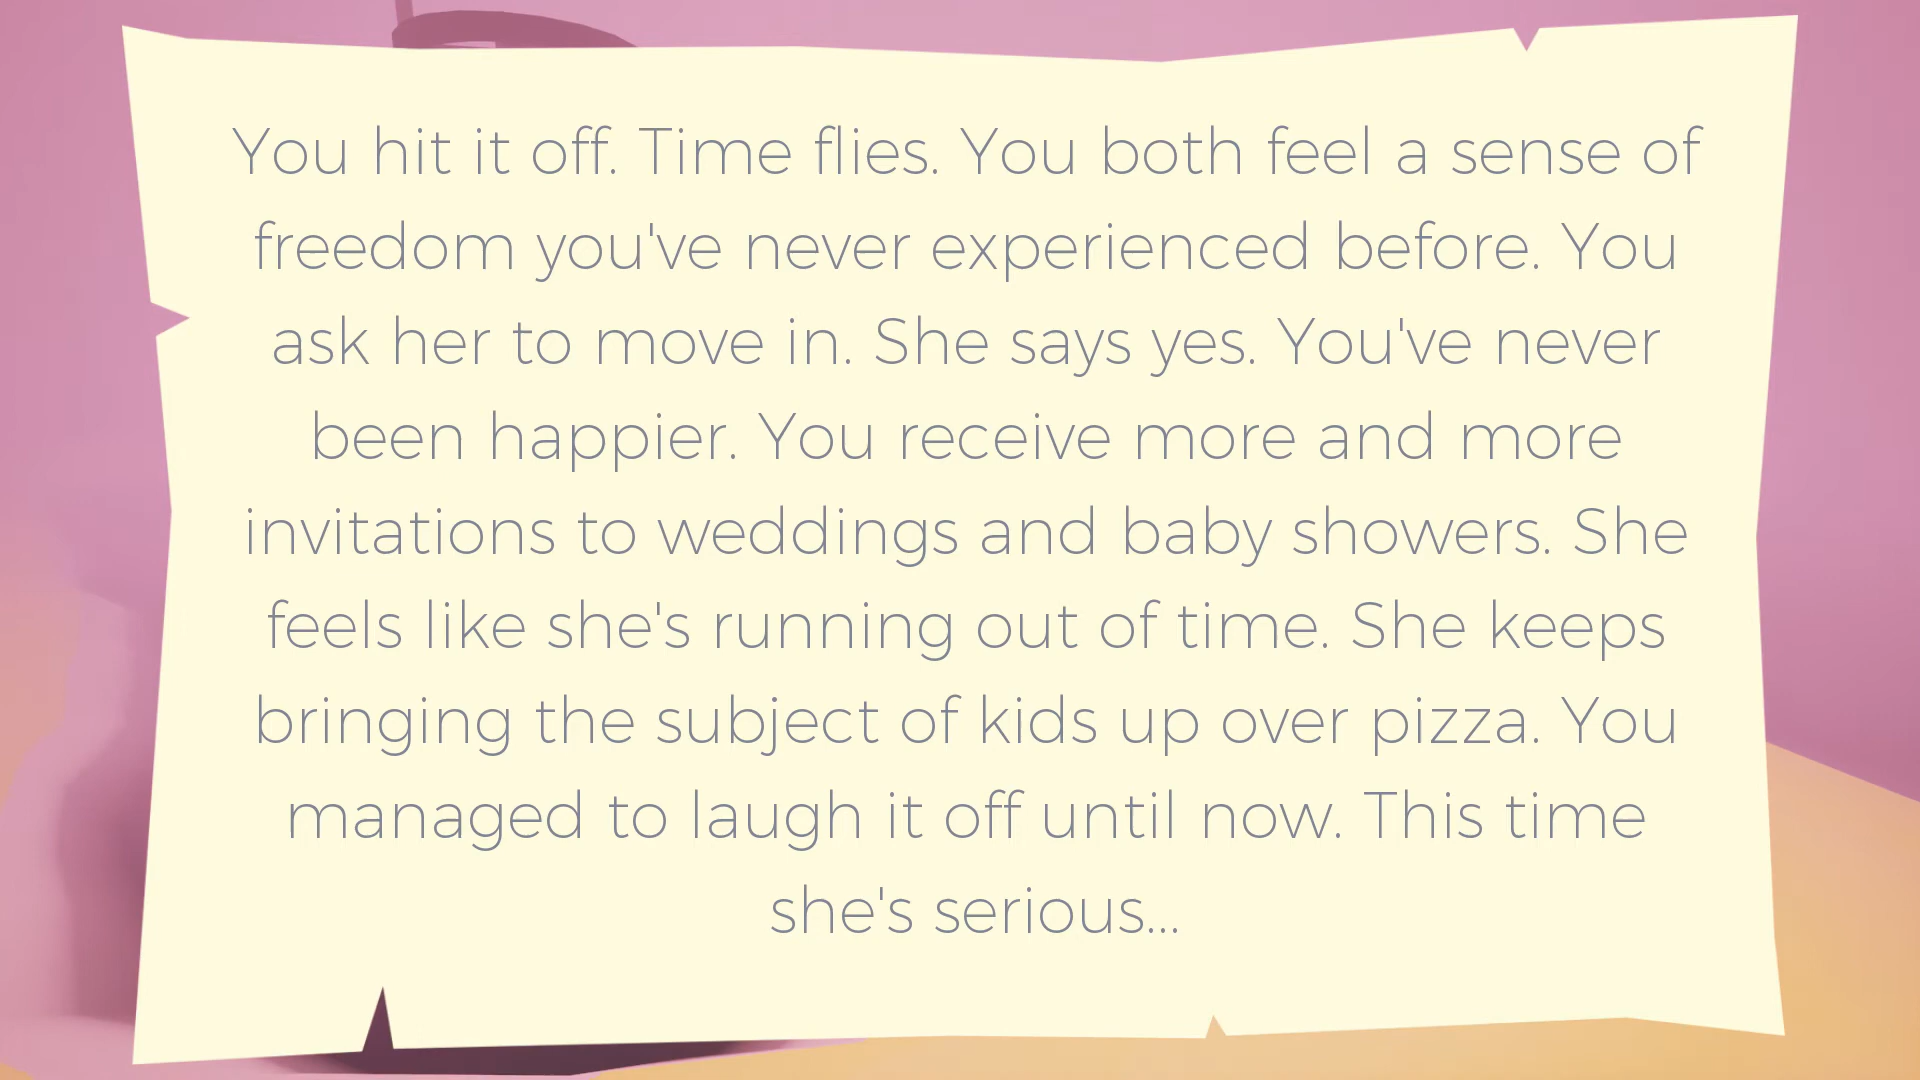 You hit it off. Time flies. You both feel a sense of
freedom you've never experienced before. You
ask her to move in. She says yes. You've never
been happier. You receive more and more
invitations to weddings and baby showers. She
feels like she's running out of time. She keeps
bringing the subject of kids up over pizza. You
managed to laugh it off until now. This time
she's serious...